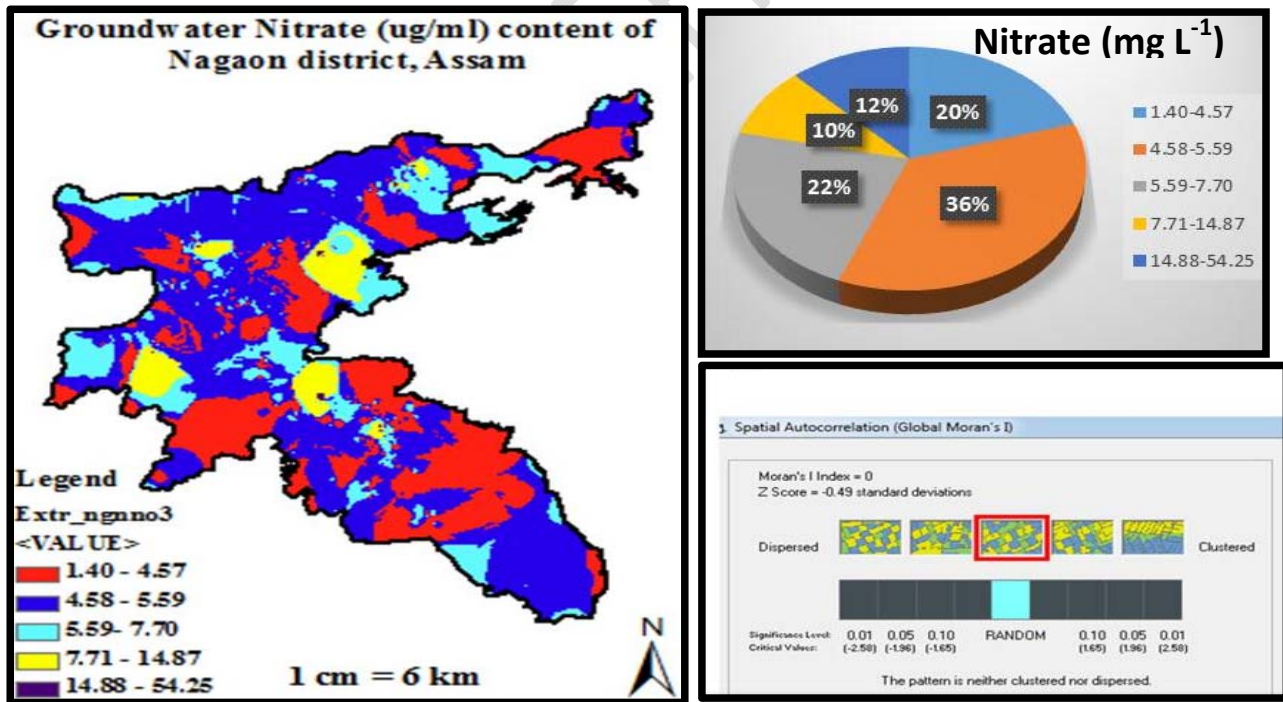 Groundwater Nitrate (ug/ml) content of
Nagaon district, Assam
Legend
Extr_ngnno3
<VALUE>
1.40 - 4.57
4.58 - 5.59
5.59- 7.70
7.71 - 14.87
14.88 - 54.25
1 cm = 6 km
N
Nitrate (mg L⁻¹)
12%
20%
10%
22%
36%
1.40-4.57
4.58-5.59
5.59-7.70
7.71-14.87
14.88-54.25
Spatial Autocorrelation (Global Moran's I)
Moran's I Index = 0
Z Score = -0.49 standard deviations
Dispersed
Clustered
Significance Level: 0.01 0.05 0.10 RANDOM 0.10 0.05 0.01
Critical Values: (-2.58) (-1.96) (-1.65) (1.65) (1.96) (2.58)
The pattern is neither clustered nor dispersed.